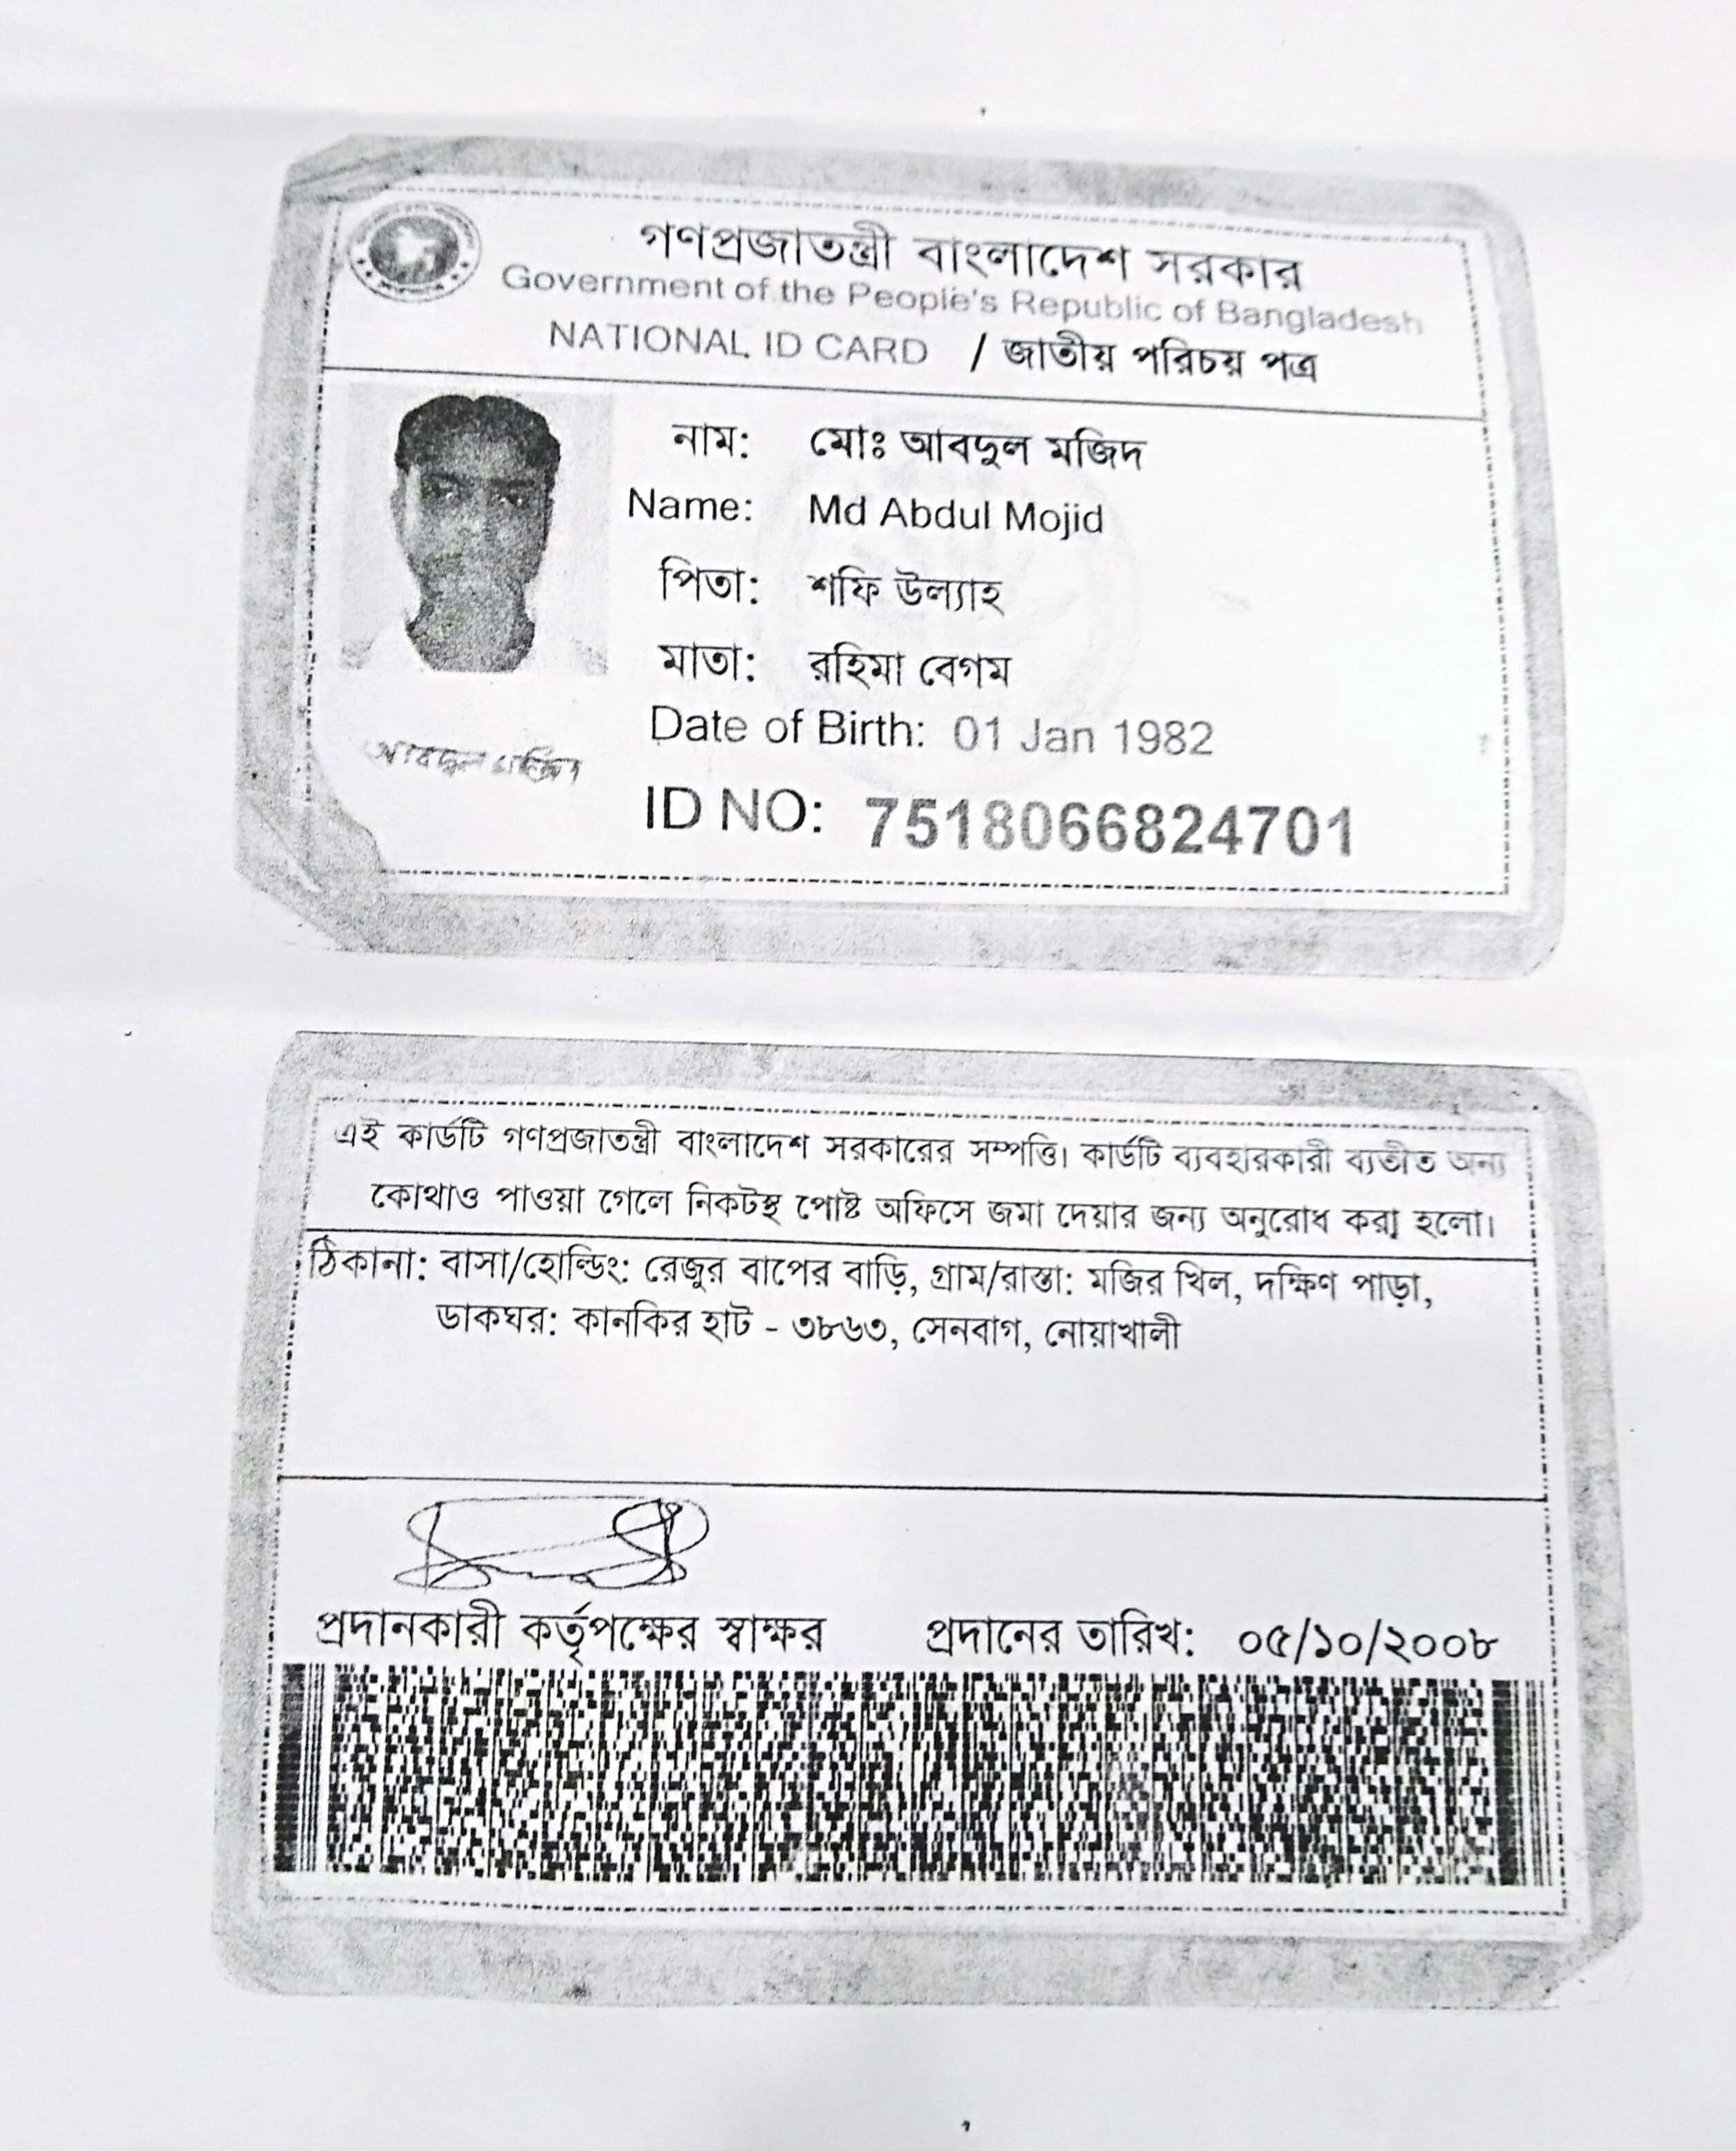 গণপ্রজাতন্ত্রী বাংলাদেশ সরকার
Government of the People's Republic of Bangladesh
NATIONAL ID CARD / জাতীয় পরিচয় পত্র
নাম: মোঃ আবদুল মজিদ
Name: Md Abdul Mojid
পিতা: শফি উল্যাহ
মাতা: রহিমা বেগম
Date of Birth: 01 Jan 1982
আবদুল মজিদ
ID NO: 7518066824701
এই কার্ডটি গণপ্রজাতন্ত্রী বাংলাদেশ সরকারের সম্পত্তি। কার্ডটি ব্যবহারকারী ব্যতীত অন্য
কোথাও পাওয়া গেলে নিকটস্থ পোষ্ট অফিসে জমা দেয়ার জন্য অনুরোধ করা হলো।
ঠিকানা: বাসা/হোল্ডিং: রেজুর বাপের বাড়ি, গ্রাম/রাস্তা: মজির খিল, দক্ষিণ পাড়া,
ডাকঘর: কানকির হাট - ৩৮৬৩, সেনবাগ, নোয়াখালী
প্রদানকারী কর্তৃপক্ষের স্বাক্ষর প্রদানের তারিখ: ০৫/১০/২০০৮